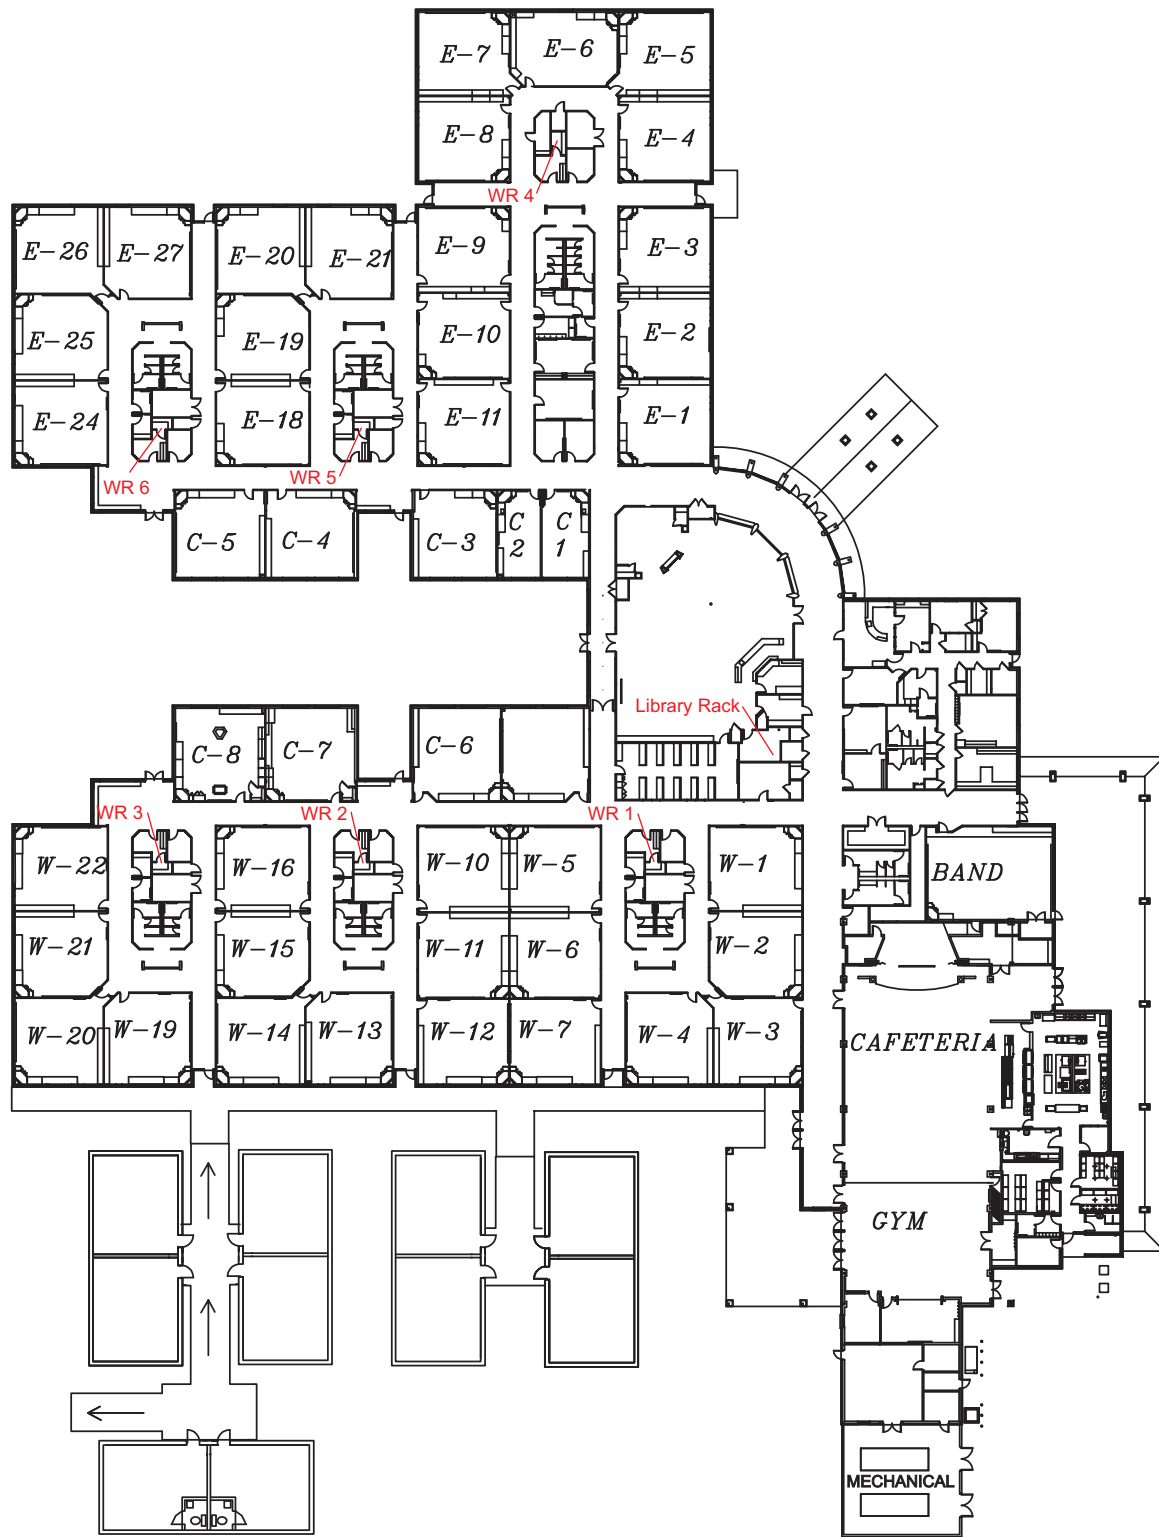 E-7
E-6
E-5
E-8
E-4
WR 4
E-26
E-27
E-20
E-21
E-9
E-3
E-25
E-19
E-10
E-2
E-24
E-18
E-11
E-1
WR 6
WR 5
C-5
C-4
C-3
C
2
C
1
Library Rack
C-8
C-7
C-6
WR 3
WR 2
WR 1
W-22
W-16
W-10
W-5
W-1
BAND
W-21
W-15
W-11
W-6
W-2
W-20
W-19
W-14
W-13
W-12
W-7
W-4
W-3
CAFETERIA
GYM
MECHANICAL